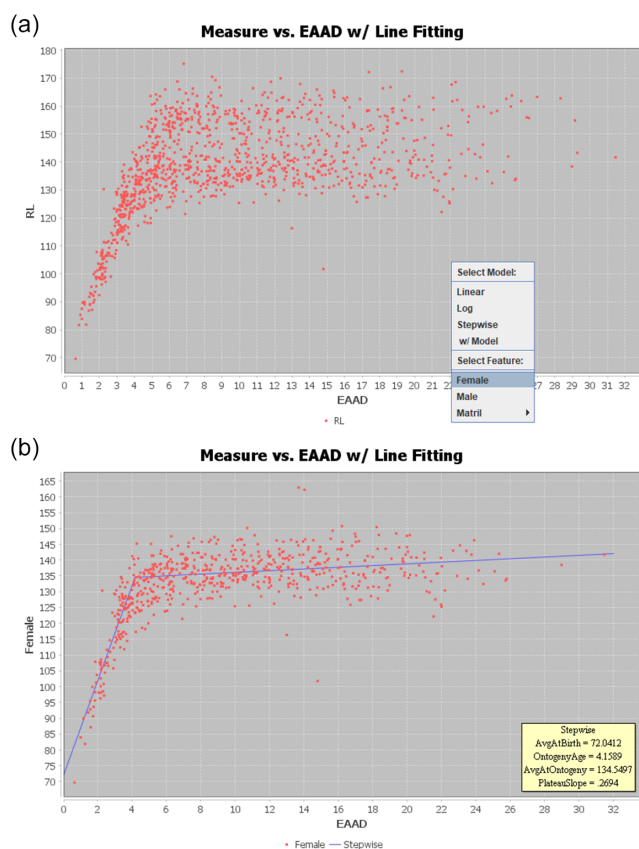 (a)
Measure vs. EAAD w/ Line Fitting
180
170
160
150
140
130
120
110
100
90
80
70
RL
Select Model:
Linear
Log
Stepwise
w/ Model
Select Feature:
Female
Male
Matril
0 1 2 3 4 5 6 7 8 9 10 11 12 13 14 15 16 17 18 19 20 21 22 27 28 29 30 31 32
EAAD
RL
(b)
Measure vs. EAAD w/ Line Fitting
165
160
155
150
145
140
135
130
125
120
115
110
105
100
95
90
85
80
75
70
Female
Stepwise
AvgAtBirth = 72.0412
OntogenyAge = 4.1589
AvgAtOntogeny = 134.5497
PlateauSlope = .2694
0 2 4 6 8 10 12 14 16 18 20 22 24 26 28 30 32
EAAD
Female Stepwise